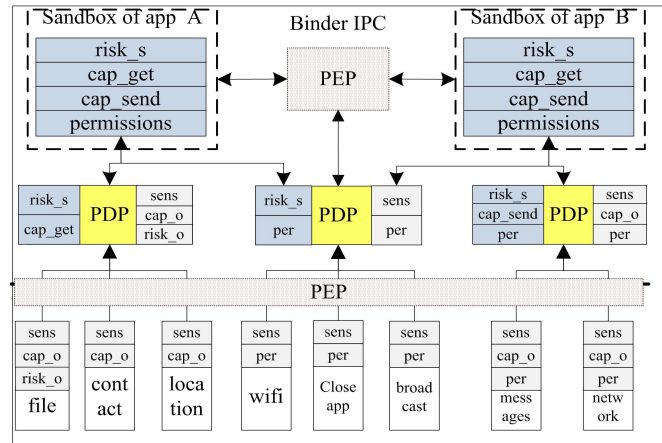 Sandbox of app A
Binder IPC
Sandbox of app B
risk_s
cap_get
cap_send
permissions
PEP
risk_s
cap_get
cap_send
permissions
risk_s
cap_get
PDP
sens
cap_o
risk_o
risk_s
per
PDP
sens
per
risk_s
cap_send
per
PDP
sens
cap_o
per
PEP
sens
cap_o
risk_o
file
sens
cap_o
cont
act
sens
cap_o
loca
tion
sens
per
wifi
sens
per
Close
app
sens
per
broad
cast
sens
cap_o
per
mess
ages
sens
cap_o
per
netw
ork